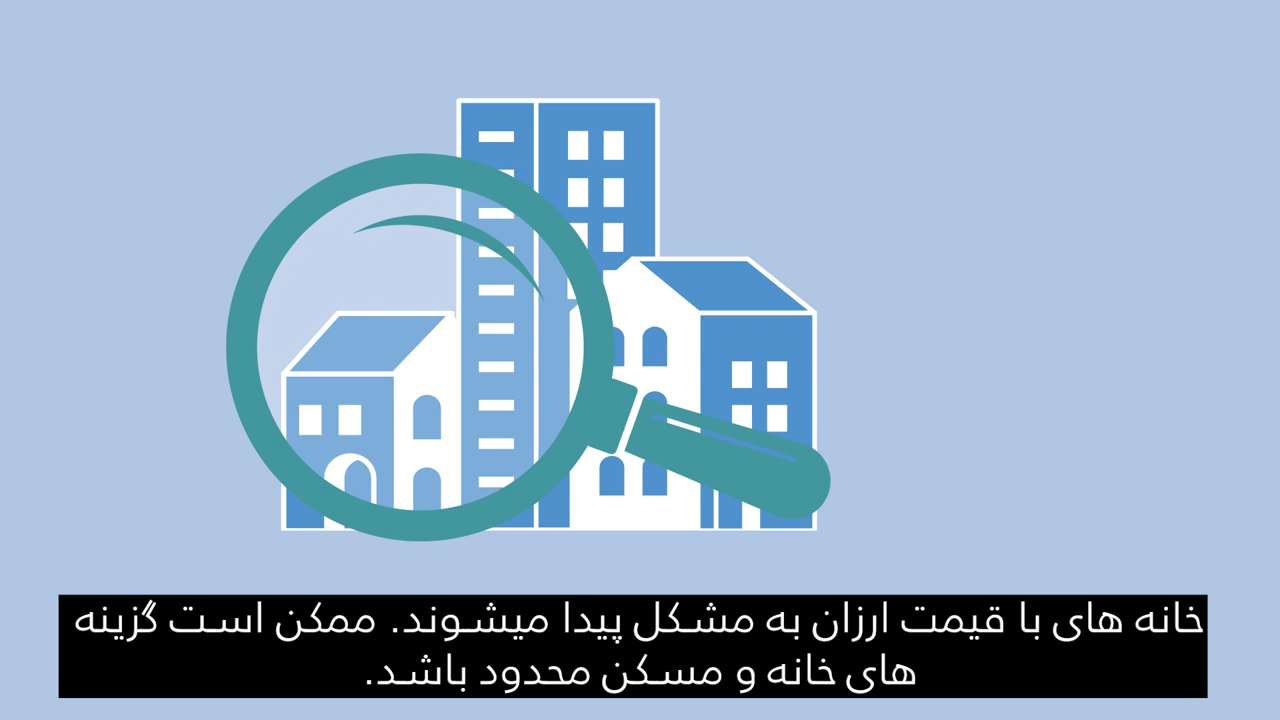 خانه های با قیمت ارزان به مشکل پیدا میشوند. ممکن است گزینه
های خانه و مسکن محدود باشد.